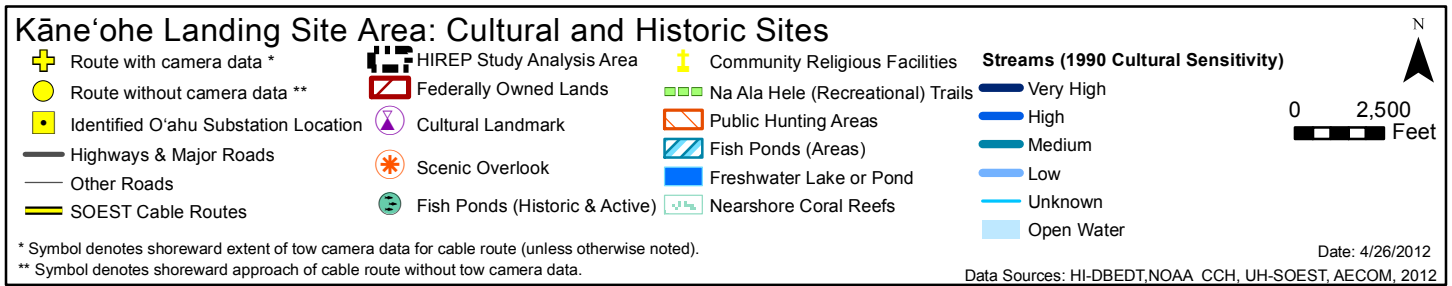 Kāneʻohe Landing Site Area: Cultural and Historic Sites
Route with camera data *
Route without camera data **
Identified Oʻahu Substation Location
Highways & Major Roads
Other Roads
SOEST Cable Routes
HIREP Study Analysis Area
Federally Owned Lands
Cultural Landmark
Scenic Overlook
Fish Ponds (Historic & Active)
Community Religious Facilities
Na Ala Hele (Recreational) Trails
Public Hunting Areas
Fish Ponds (Areas)
Freshwater Lake or Pond
Nearshore Coral Reefs
Streams (1990 Cultural Sensitivity)
Very High
High
Medium
Low
Unknown
Open Water
N
0 2,500
Feet
* Symbol denotes shoreward extent of tow camera data for cable route (unless otherwise noted).
** Symbol denotes shoreward approach of cable route without tow camera data.
Date: 4/26/2012
Data Sources: HI-DBEDT,NOAA CCH, UH-SOEST, AECOM, 2012